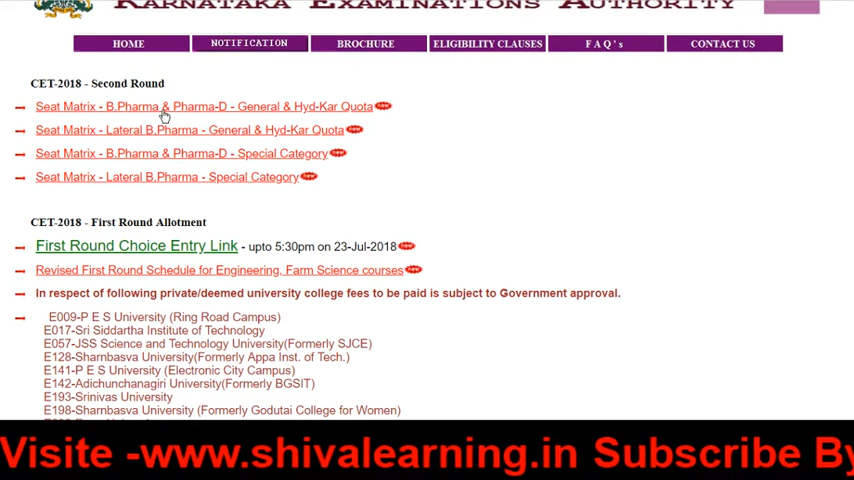 KARNATAKA EXAMINATIONS AUTHORITY
HOME NOTIFICATION BROCHURE ELIGIBILITY CLAUSES F A Q ' s CONTACT US
CET-2018 - Second Round
Seat Matrix - B.Pharma & Pharma-D - General & Hyd-Kar Quota new
Seat Matrix - Lateral B.Pharma - General & Hyd-Kar Quota new
Seat Matrix - B.Pharma & Pharma-D - Special Category new
Seat Matrix - Lateral B.Pharma - Special Category new
CET-2018 - First Round Allotment
First Round Choice Entry Link - upto 5:30pm on 23-Jul-2018 new
Revised First Round Schedule for Engineering, Farm Science courses new
In respect of following private/deemed university college fees to be paid is subject to Government approval.
E009-P E S University (Ring Road Campus)
E017-Sri Siddartha Institute of Technology
E057-JSS Science and Technology University(Formerly SJCE)
E128-Sharnbasva University(Formerly Appa Inst. of Tech.)
E141-P E S University (Electronic City Campus)
E142-Adichunchanagiri University(Formerly BGSIT)
E193-Srinivas University
E198-Sharnbasva University (Formerly Godutai College for Women)
Visite -www.shivalearning.in Subscribe By